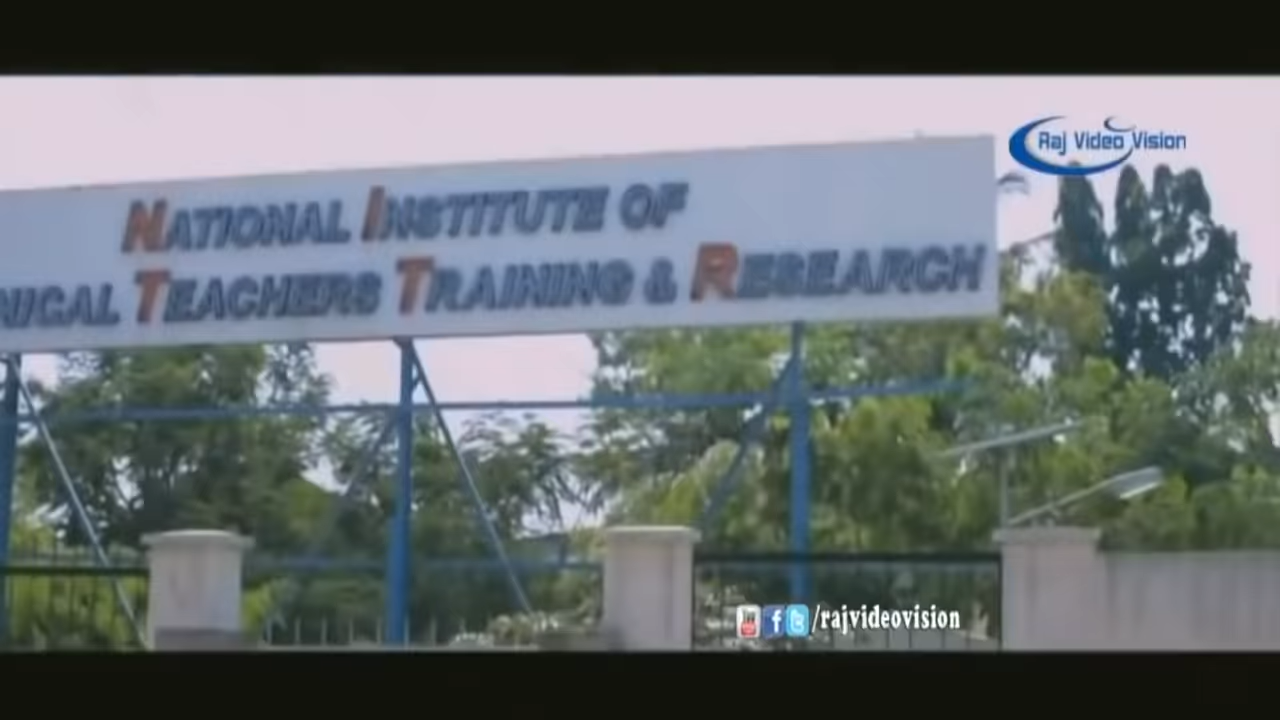 Raj Video Vision
NATIONAL INSTITUTE OF
NICAL TEACHERS TRAINING & RESEARCH
/rajvideovision